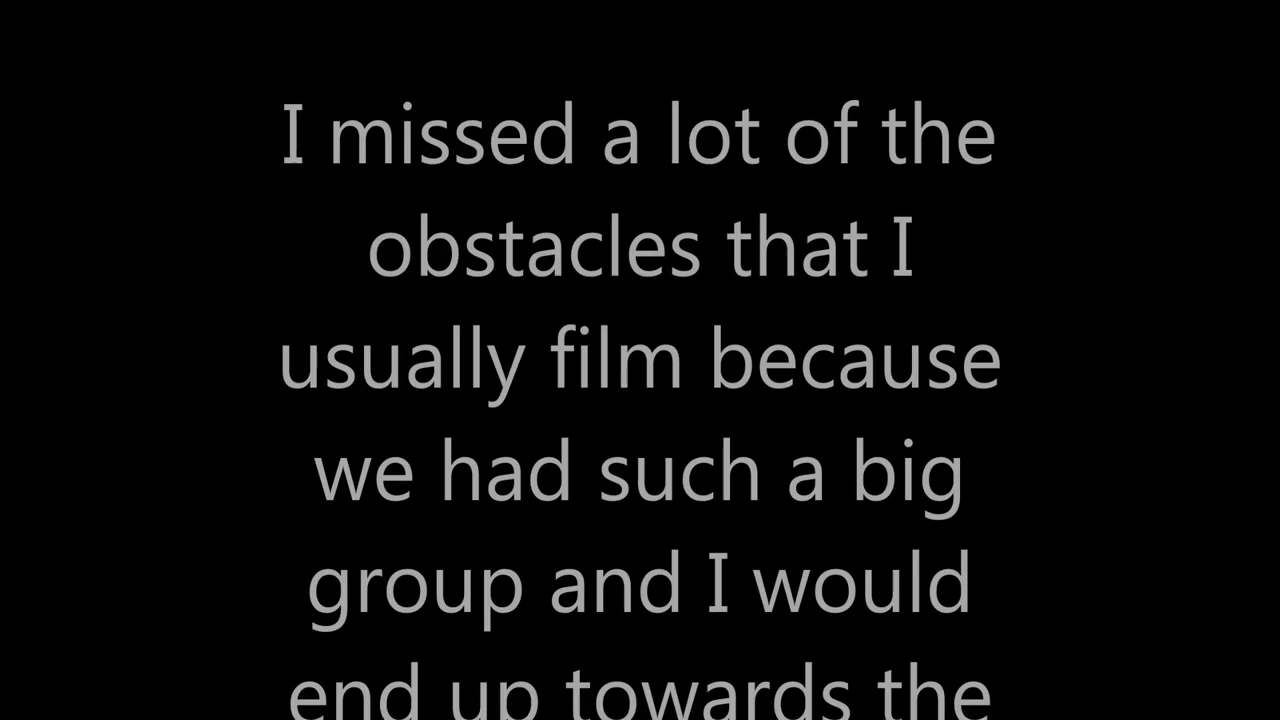 I missed a lot of the
obstacles that I
usually film because
we had such a big
group and I would
end up towards the